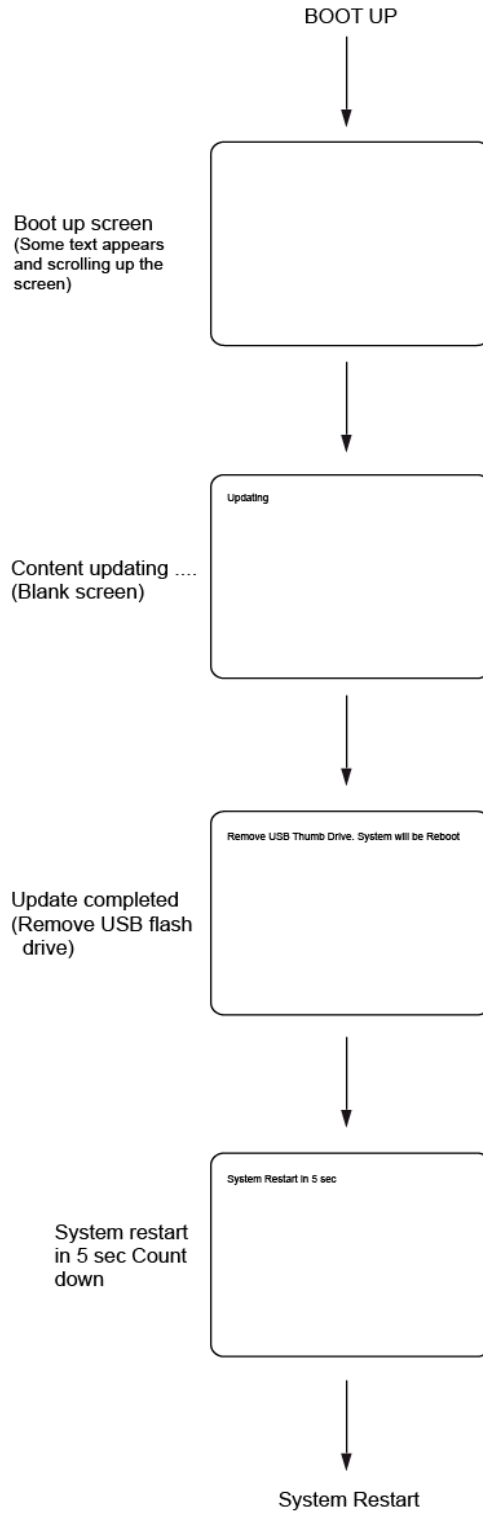 BOOT UP
Boot up screen
(Some text appears
and scrolling up the
screen)
Updating
Content updating ....
(Blank screen)
Remove USB Thumb Drive. System will be Reboot
Update completed
(Remove USB flash
drive)
System Restart in 5 sec
System restart
in 5 sec Count
down
System Restart